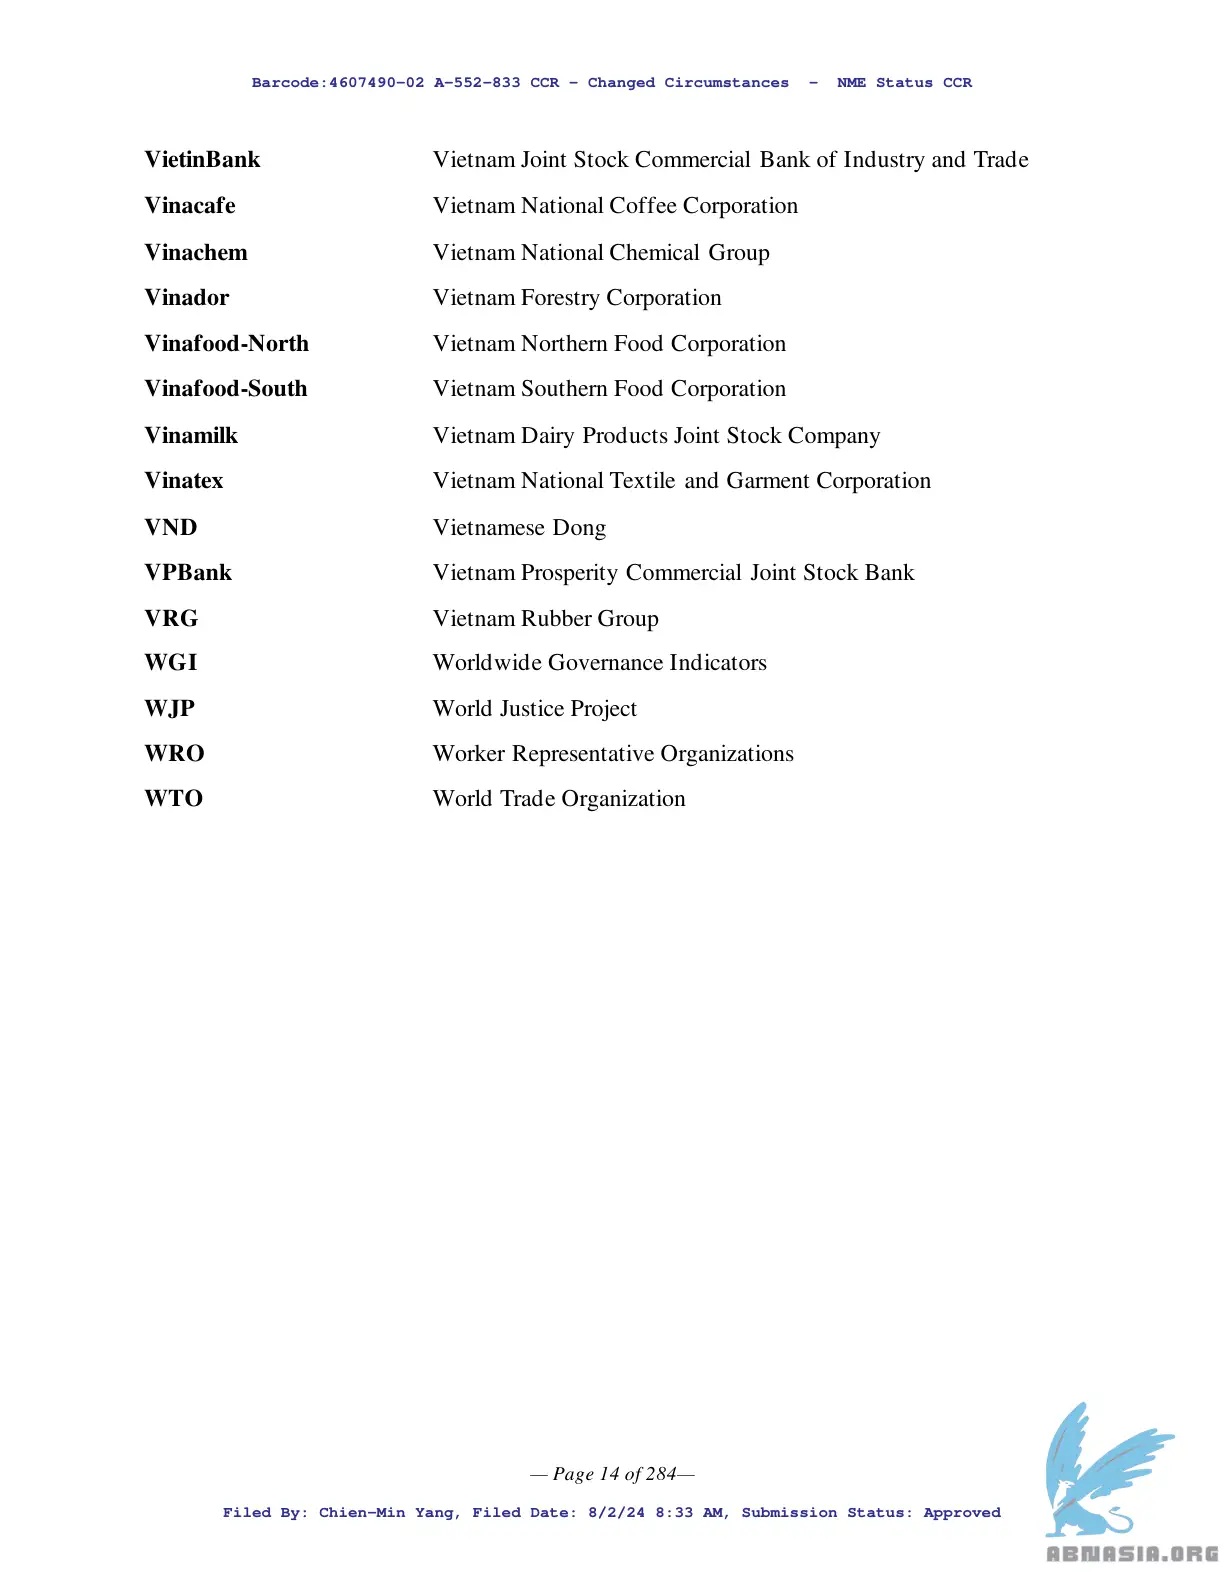 Barcode:4607490-02 A-552-833 CCR - Changed Circumstances - NME Status CCR
VietinBank Vietnam Joint Stock Commercial Bank of Industry and Trade
Vinacafe Vietnam National Coffee Corporation
Vinachem Vietnam National Chemical Group
Vinador Vietnam Forestry Corporation
Vinafood-North Vietnam Northern Food Corporation
Vinafood-South Vietnam Southern Food Corporation
Vinamilk Vietnam Dairy Products Joint Stock Company
Vinatex Vietnam National Textile and Garment Corporation
VND Vietnamese Dong
VPBank Vietnam Prosperity Commercial Joint Stock Bank
VRG Vietnam Rubber Group
WGI Worldwide Governance Indicators
WJP World Justice Project
WRO Worker Representative Organizations
WTO World Trade Organization
— Page 14 of 284—
Filed By: Chien-Min Yang, Filed Date: 8/2/24 8:33 AM, Submission Status: Approved
ABNASIA.ORG